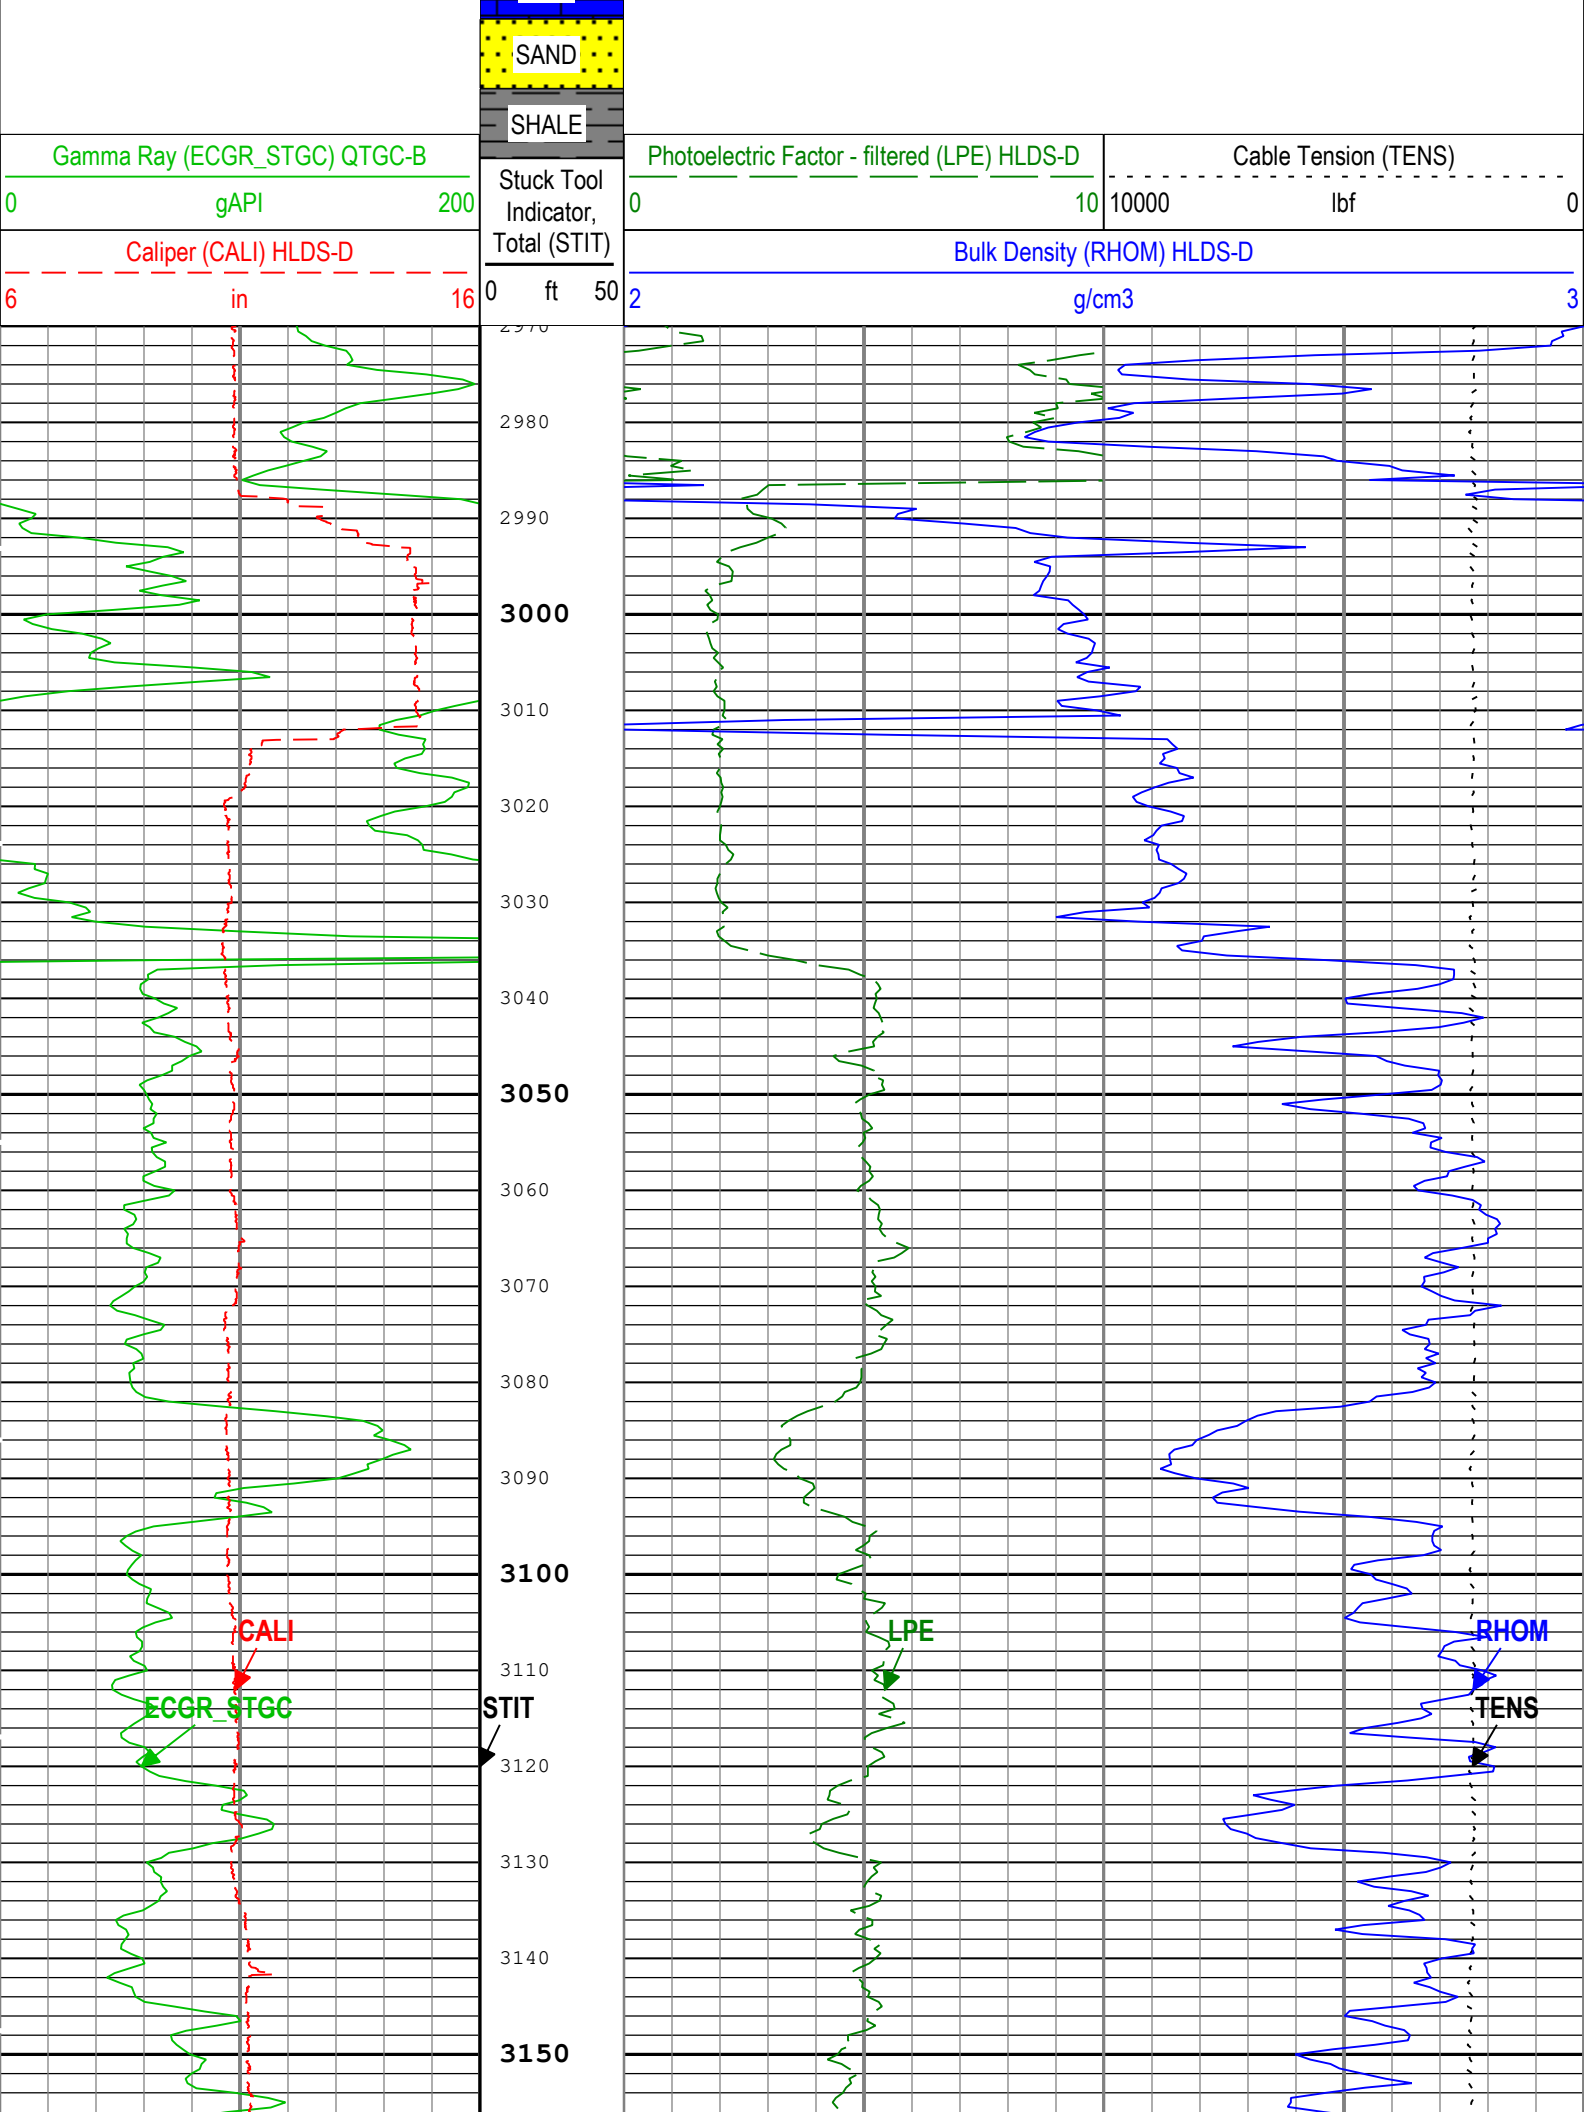 SAND
SHALE
Gamma Ray (ECGR_STGC) QTGC-B
0 gAPI 200
Caliper (CALI) HLDS-D
6 in 16
Stuck Tool
Indicator,
Total (STIT)
0 ft 50
Photoelectric Factor - filtered (LPE) HLDS-D
0 10
Cable Tension (TENS)
10000 lbf 0
Bulk Density (RHOM) HLDS-D
2 g/cm3 3
2970
2980
2990
3000
3010
3020
3030
3040
3050
3060
3070
3080
3090
3100
CALI
LPE
RHOM
3110
ECGR_STGC
STIT
TENS
3120
3130
3140
3150